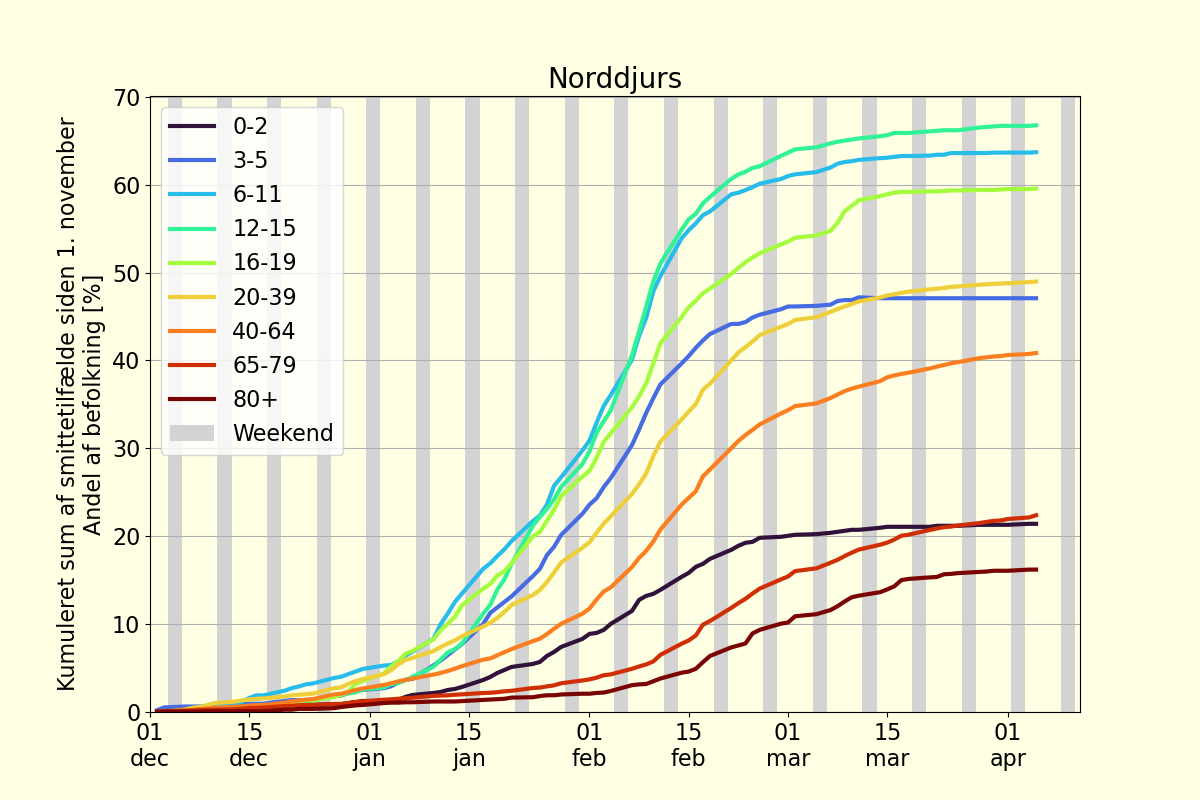 Norddjurs
Kumuleret sum af smittetilfælde siden 1. november
Andel af befolkning [%]
70
60
50
40
30
20
10
0
0-2
3-5
6-11
12-15
16-19
20-39
40-64
65-79
80+
Weekend
01 15 01 15 01 15 01 15 01
dec dec jan jan feb feb mar mar apr